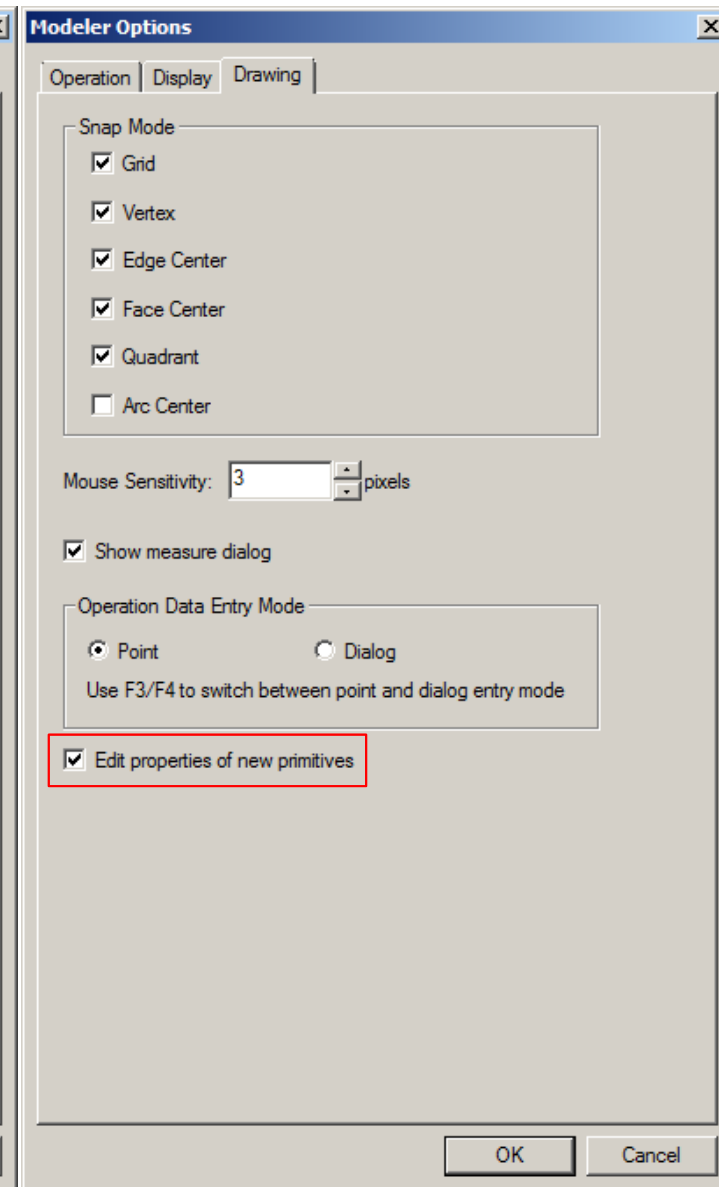 Modeler Options
Operation Display Drawing
Snap Mode
Grid
Vertex
Edge Center
Face Center
Quadrant
Arc Center
Mouse Sensitivity: 3 pixels
Show measure dialog
Operation Data Entry Mode
Point Dialog
Use F3/F4 to switch between point and dialog entry mode
Edit properties of new primitives
OK Cancel